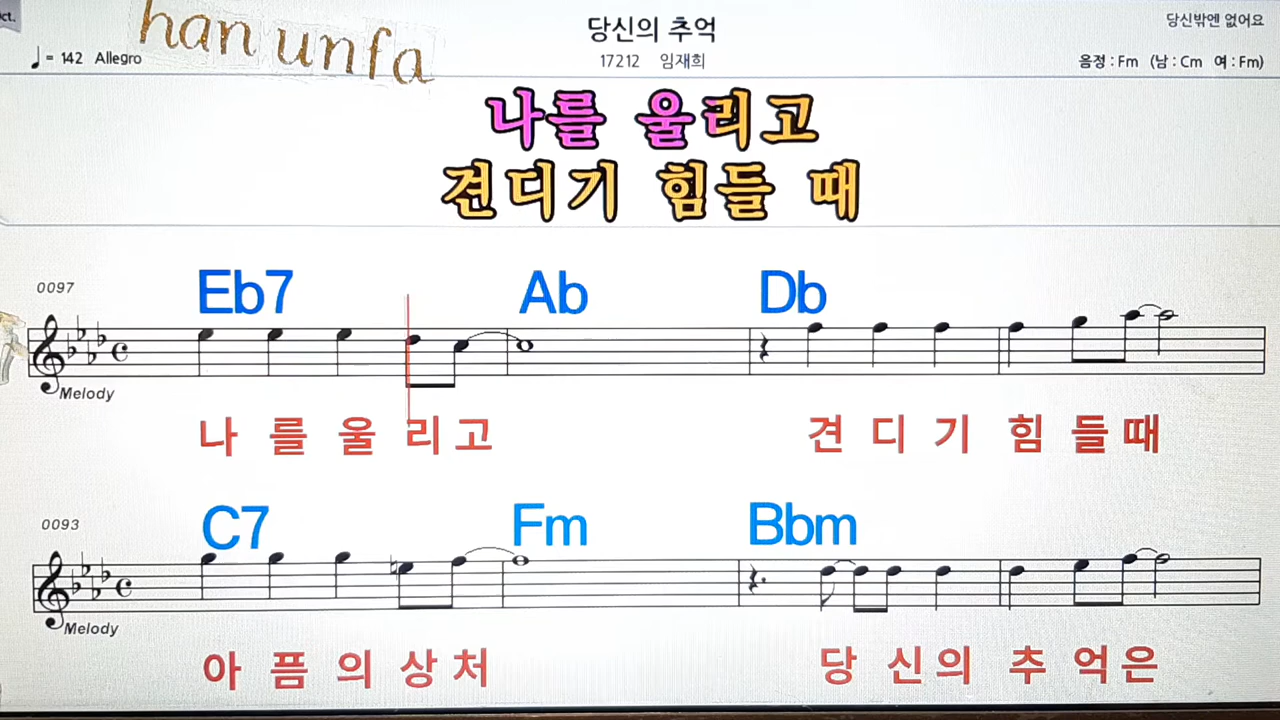 ct.
han unfa
당신의 추억
당신밖엔 없어요
♩= 142 Allegro
17212 임재희
음정 : Fm (남 : Cm 여 : Fm)
나를 울리고
견디기 힘들 때
0097
Eb7 Ab Db
Melody
나 를 울 리 고 견 디 기 힘 들 때
0093
C7 Fm Bbm
Melody
아 픔 의 상 처 당 신 의 추 억 은